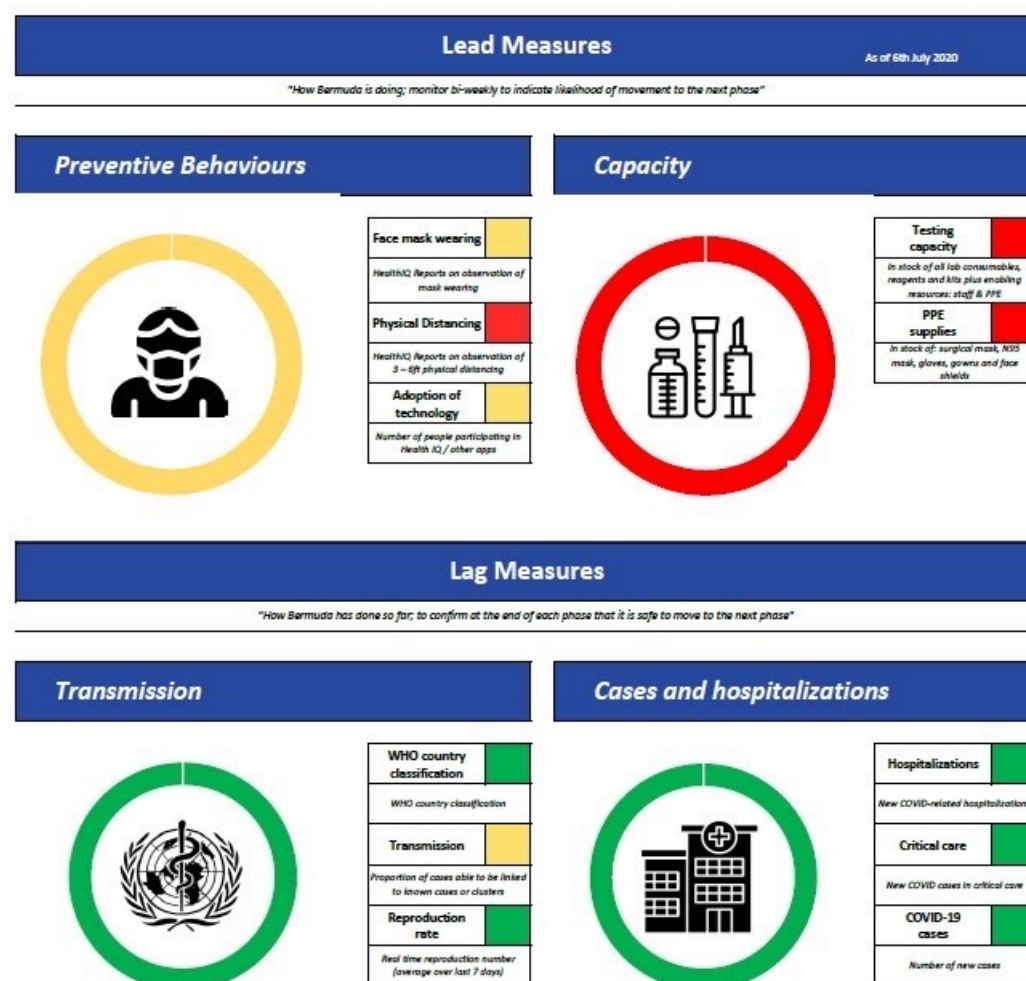 Lead Measures
As of 6th July 2020
"How Bermuda is doing; monitor bi-weekly to indicate likelihood of movement to the next phase"
Preventive Behaviours
Face mask wearing
HealthIQ Reports on observation of
mask wearing
Physical Distancing
HealthIQ Reports on observation of
3 – 6ft physical distancing
Adoption of
technology
Number of people participating in
Health IQ / other apps
Capacity
Testing
capacity
In stock of all lab consumables,
reagents and kits plus enabling
resources: staff & PPE
PPE
supplies
In stock of: surgical mask, N95
mask, gloves, gowns and face
shields
Lag Measures
"How Bermuda has done so far; to confirm at the end of each phase that it is safe to move to the next phase"
Transmission
WHO country
classification
WHO country classification
Transmission
Proportion of cases able to be linked
to known cases or clusters
Reproduction
rate
Real time reproduction number
(average over last 7 days)
Cases and hospitalizations
Hospitalizations
New COVID-related hospitalization
Critical care
New COVID cases in critical care
COVID-19
cases
Number of new cases